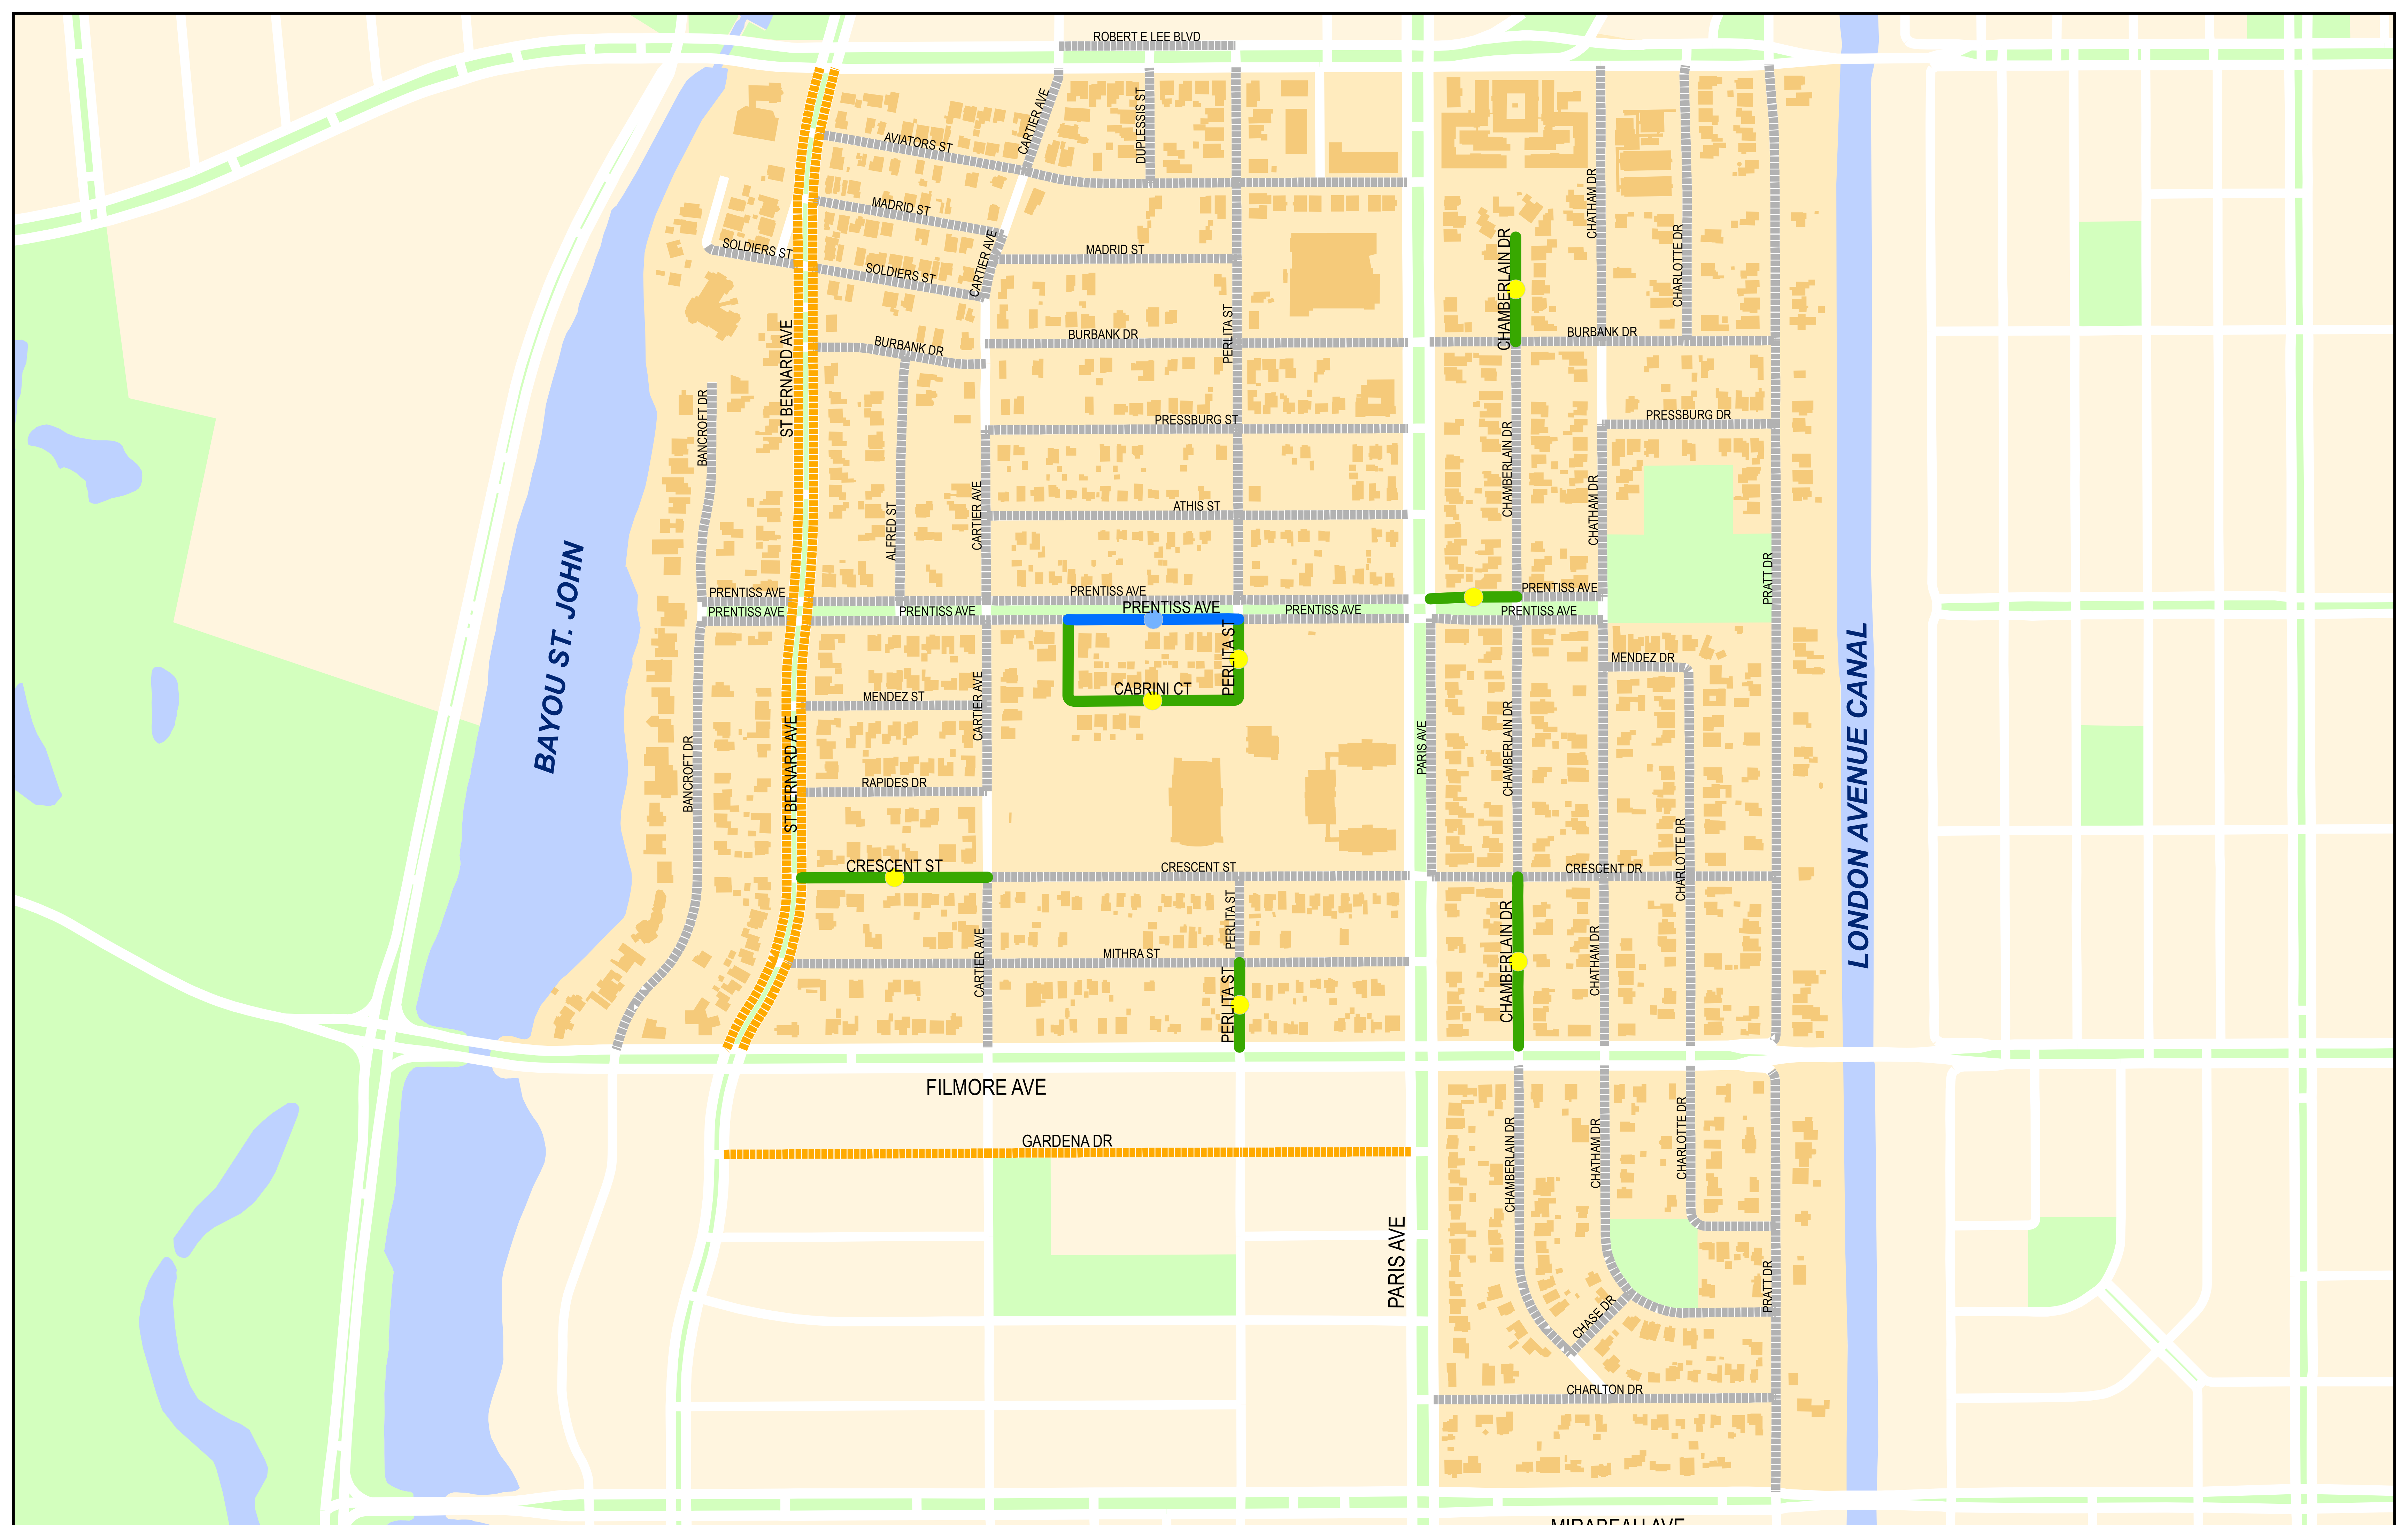 ROBERT E LEE BLVD
AVIATORS ST
CARTIER AVE
DUPLESSIS ST
MADRID ST
SOLDIERS ST
SOLDIERS ST
CARTIER AVE
MADRID ST
CHAMBERLAIN DR
CHATHAM DR
CHARLOTTE DR
ST BERNARD AVE
BURBANK DR
BURBANK DR
PERLITA ST
BURBANK DR
BANCROFT DR
PRESSBURG ST
CHAMBERLAIN DR
PRESSBURG DR
ALFRED ST
CARTIER AVE
ATHIS ST
CHATHAM DR
PRATT DR
BAYOU ST. JOHN
PRENTISS AVE
PRENTISS AVE
PRENTISS AVE
PRENTISS AVE
PRENTISS AVE
PRENTISS AVE
PRENTISS AVE
PRENTISS AVE
PRENTISS AVE
PERLITA ST
MENDEZ DR
CABRINI CT
MENDEZ ST
CARTIER AVE
BANCROFT DR
ST BERNARD AVE
RAPIDES DR
PARIS AVE
CHAMBERLAIN DR
CHARLOTTE DR
LONDON AVENUE CANAL
CRESCENT ST
CRESCENT ST
CRESCENT DR
PERLITA ST
CARTIER AVE
MITHRA ST
PERLITA ST
CHAMBERLAIN DR
CHATHAM DR
FILMORE AVE
GARDENA DR
CHAMBERLAIN DR
CHATHAM DR
CHARLOTTE DR
PARIS AVE
CHASE DR
PRATT DR
CHARLTON DR
MIRABEAU AVE